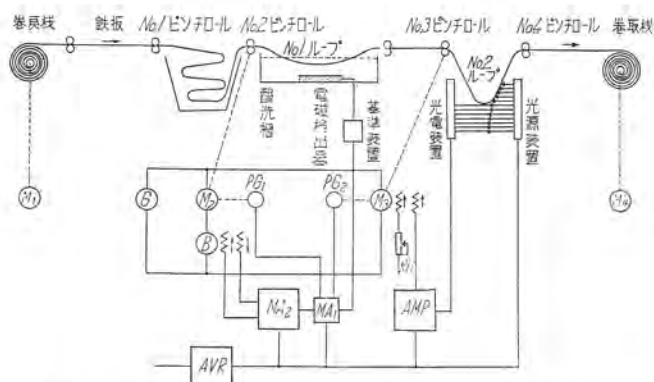 巻戻线
鉄板
No.1ピンチロール
No.2ピンチロール
No.1ループ
No.3ピンチロール
No.4ピンチロール
巻取线
No.2ループ
酸洗槽
電磁検出器
基準装置
光電装置
光源装置
M1
G
M2
PG1
PG2
M3
M4
B
MA2
MA1
AMP
AVR